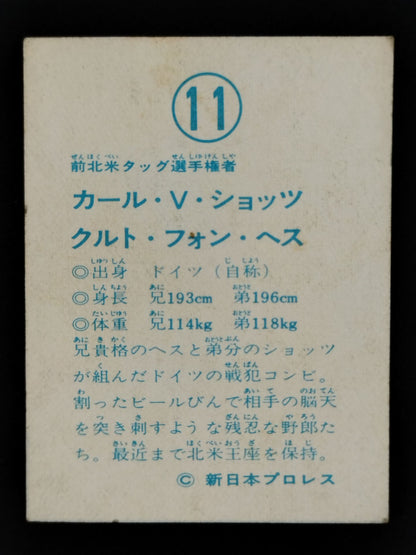 11
前北米タッグ選手権者
カール・V・ショッツ
クルト・フォン・ヘス
◎出身 ドイツ(自称)
◎身長 兄193cm 弟196cm
◎体重 兄114kg 弟118kg
兄貴格のヘスと弟分のショッツ
が組んだドイツの戦犯コンビ。
割ったビールびんで相手の脳天
を突き刺すような残忍な野郎た
ち。最近まで北米王座を保持。
© 新日本プロレス